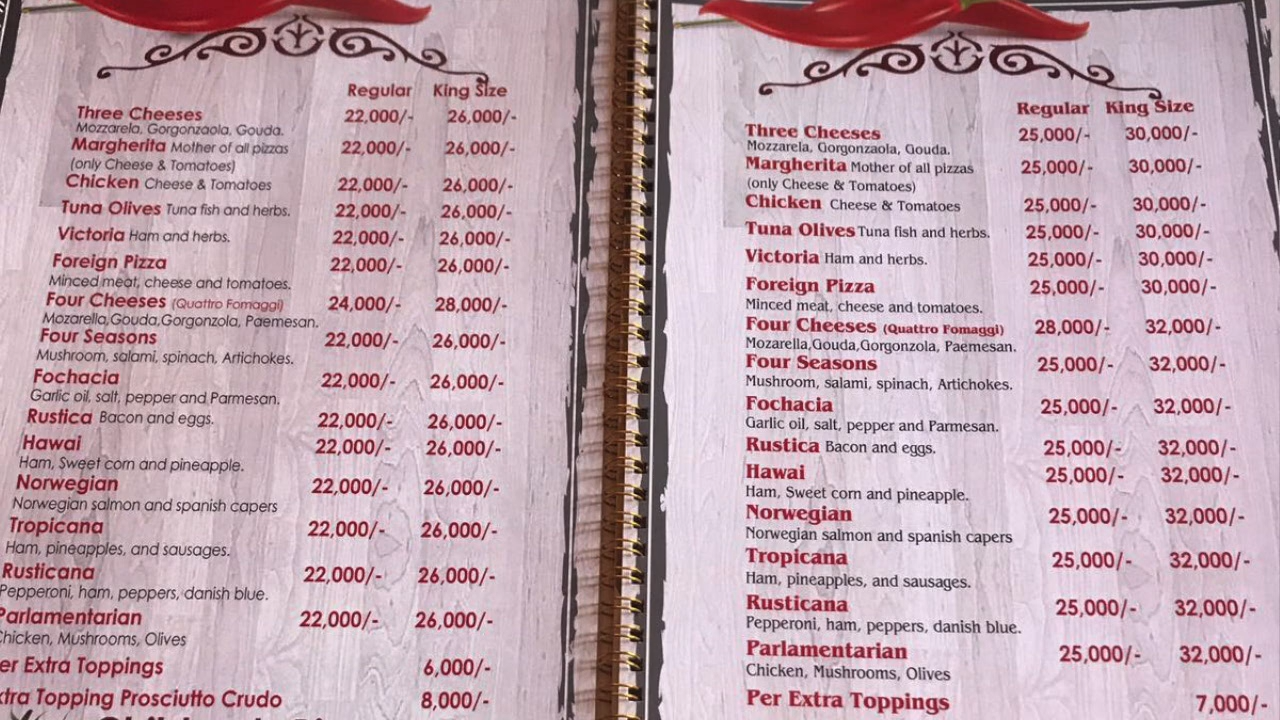 Regular King Size
Three Cheeses 22,000/- 26,000/-
Mozzarela, Gorgonzaola, Gouda.
Margherita Mother of all pizzas 22,000/- 26,000/-
(only Cheese & Tomatoes)
Chicken Cheese & Tomatoes 22,000/- 26,000/-
Tuna Olives Tuna fish and herbs. 22,000/- 26,000/-
Victoria Ham and herbs. 22,000/- 26,000/-
Foreign Pizza 22,000/- 26,000/-
Minced meat, cheese and tomatoes.
Four Cheeses (Quattro Fomaggi) 24,000/- 28,000/-
Mozarella,Gouda,Gorgonzola, Paemesan.
Four Seasons 22,000/- 26,000/-
Mushroom, salami, spinach, Artichokes.
Fochacia 22,000/- 26,000/-
Garlic oil, salt, pepper and Parmesan.
Rustica Bacon and eggs. 22,000/- 26,000/-
Hawai 22,000/- 26,000/-
Ham, Sweet corn and pineapple.
Norwegian 22,000/- 26,000/-
Norwegian salmon and spanish capers
Tropicana 22,000/- 26,000/-
Ham, pineapples, and sausages.
Rusticana 22,000/- 26,000/-
Pepperoni, ham, peppers, danish blue.
Parlamentarian 22,000/- 26,000/-
Chicken, Mushrooms, Olives
er Extra Toppings 6,000/-
xtra Topping Prosciutto Crudo 8,000/-
Regular King Size
Three Cheeses 25,000/- 30,000/-
Mozzarela, Gorgonzaola, Gouda.
Margherita Mother of all pizzas 25,000/- 30,000/-
(only Cheese & Tomatoes)
Chicken Cheese & Tomatoes 25,000/- 30,000/-
Tuna Olives Tuna fish and herbs. 25,000/- 30,000/-
Victoria Ham and herbs. 25,000/- 30,000/-
Foreign Pizza 25,000/- 30,000/-
Minced meat, cheese and tomatoes.
Four Cheeses (Quattro Fomaggi) 28,000/- 32,000/-
Mozarella,Gouda,Gorgonzola, Paemesan.
Four Seasons 25,000/- 32,000/-
Mushroom, salami, spinach, Artichokes.
Fochacia 25,000/- 32,000/-
Garlic oil, salt, pepper and Parmesan.
Rustica Bacon and eggs. 25,000/- 32,000/-
Hawai 25,000/- 32,000/-
Ham, Sweet corn and pineapple.
Norwegian 25,000/- 32,000/-
Norwegian salmon and spanish capers
Tropicana 25,000/- 32,000/-
Ham, pineapples, and sausages.
Rusticana 25,000/- 32,000/-
Pepperoni, ham, peppers, danish blue.
Parlamentarian 25,000/- 32,000/-
Chicken, Mushrooms, Olives
Per Extra Toppings 7,000/-